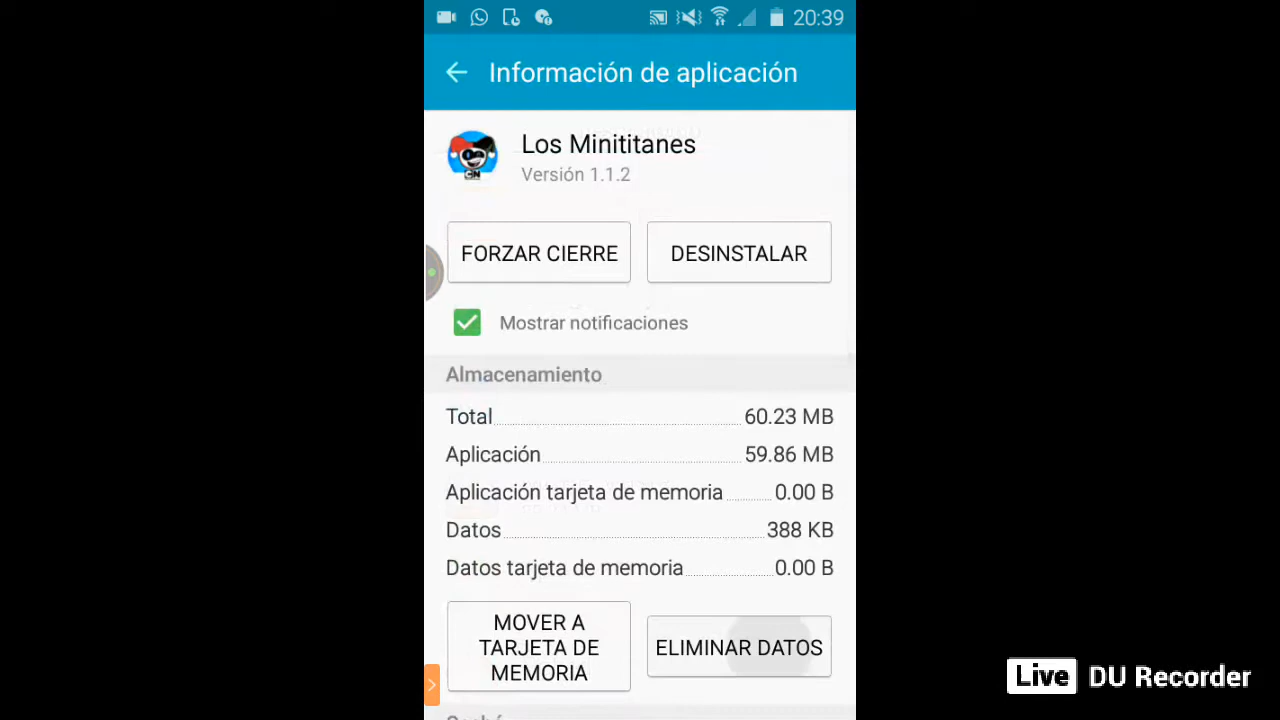 20:39
Información de aplicación
Los Minititanes
Versión 1.1.2
FORZAR CIERRE
DESINSTALAR
Mostrar notificaciones
Almacenamiento
Total 60.23 MB
Aplicación 59.86 MB
Aplicación tarjeta de memoria 0.00 B
Datos 388 KB
Datos tarjeta de memoria 0.00 B
MOVER A
TARJETA DE
MEMORIA
ELIMINAR DATOS
Live DU Recorder